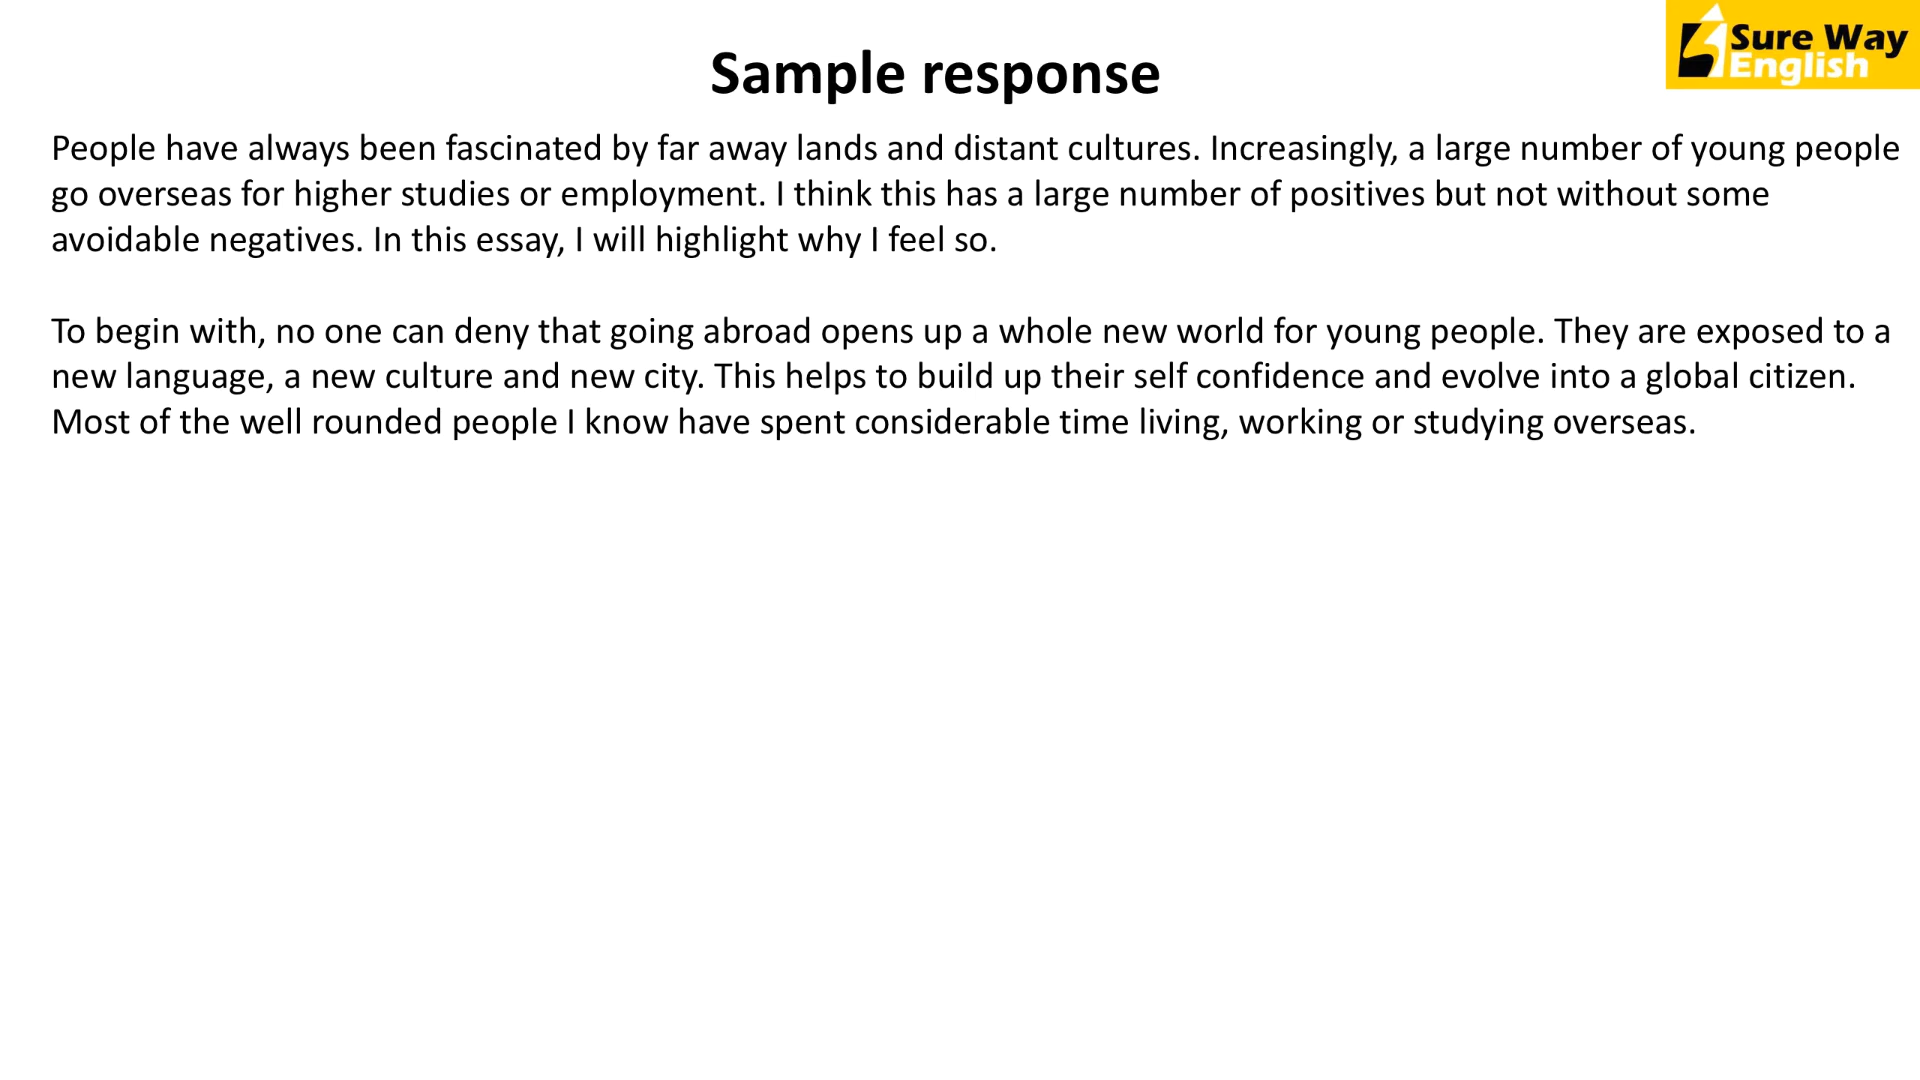 Sample response
Sure Way
English
People have always been fascinated by far away lands and distant cultures. Increasingly, a large number of young people
go overseas for higher studies or employment. I think this has a large number of positives but not without some
avoidable negatives. In this essay, I will highlight why I feel so.
To begin with, no one can deny that going abroad opens up a whole new world for young people. They are exposed to a
new language, a new culture and new city. This helps to build up their self confidence and evolve into a global citizen.
Most of the well rounded people I know have spent considerable time living, working or studying overseas.